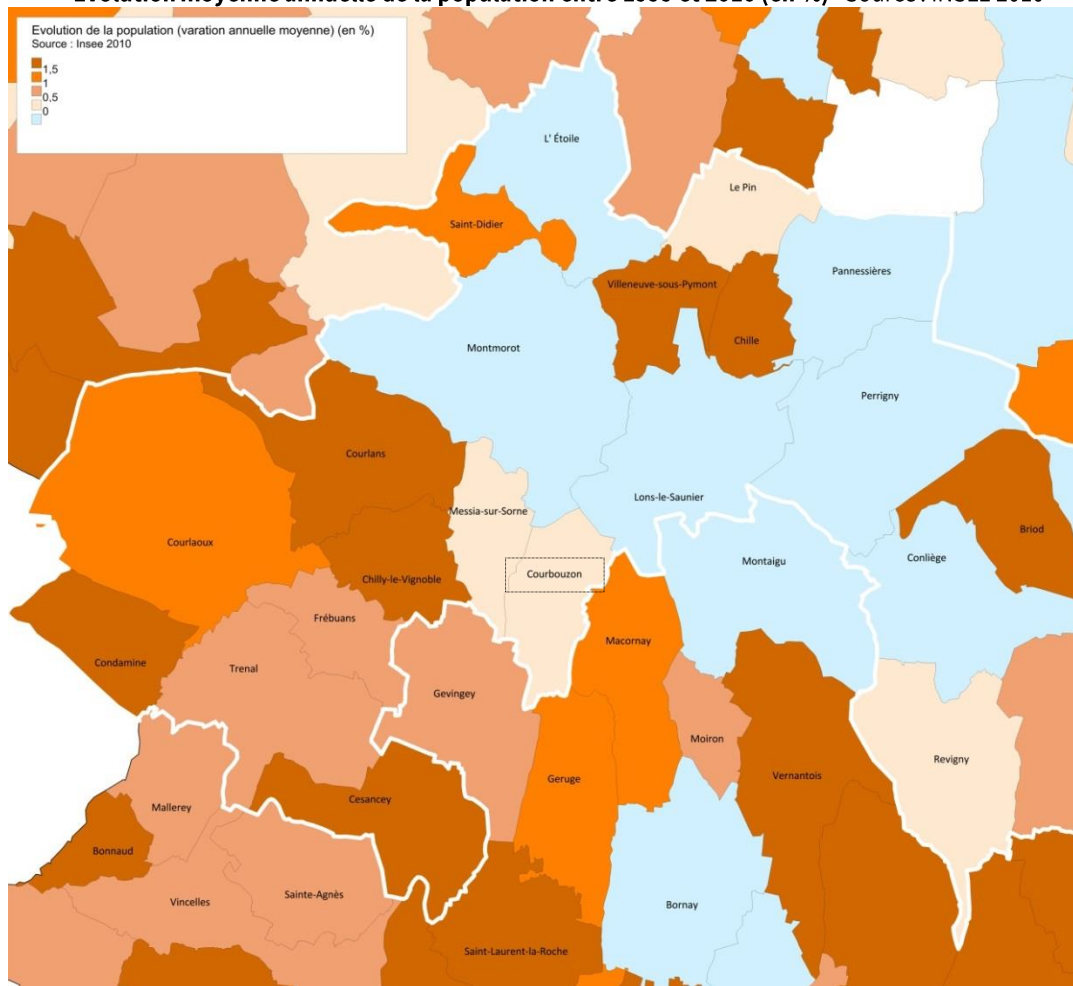 Evolution de la population (varation annuelle moyenne) (en %)
Source : Insee 2010
1,5
1
0,5
0
L' Étoile
Le Pin
Saint-Didier
Pannessières
Villeneuve-sous-Pymont
Chille
Montmorot
Perrigny
Courlans
Lons-le-Saunier
Messia-sur-Sorne
Briod
Courlaoux
Conliège
Montaigu
Courbouzon
Chilly-le-Vignoble
Frébuans
Macornay
Condamine
Trenal
Gevingey
Moiron
Revigny
Vernantois
Geruge
Cesancey
Mallerey
Bonnaud
Sainte-Agnès
Vincelles
Bornay
Saint-Laurent-la-Roche